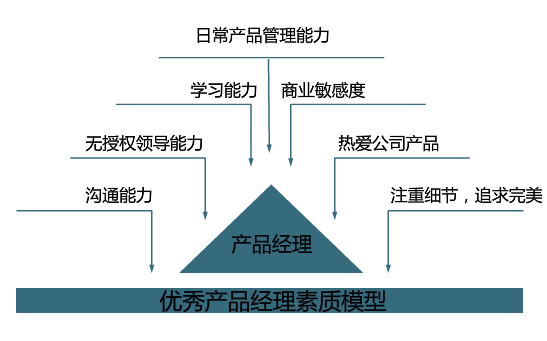 日常产品管理能力
学习能力
商业敏感度
无授权领导能力
热爱公司产品
沟通能力
注重细节，追求完美
产品经理
优秀产品经理素质模型